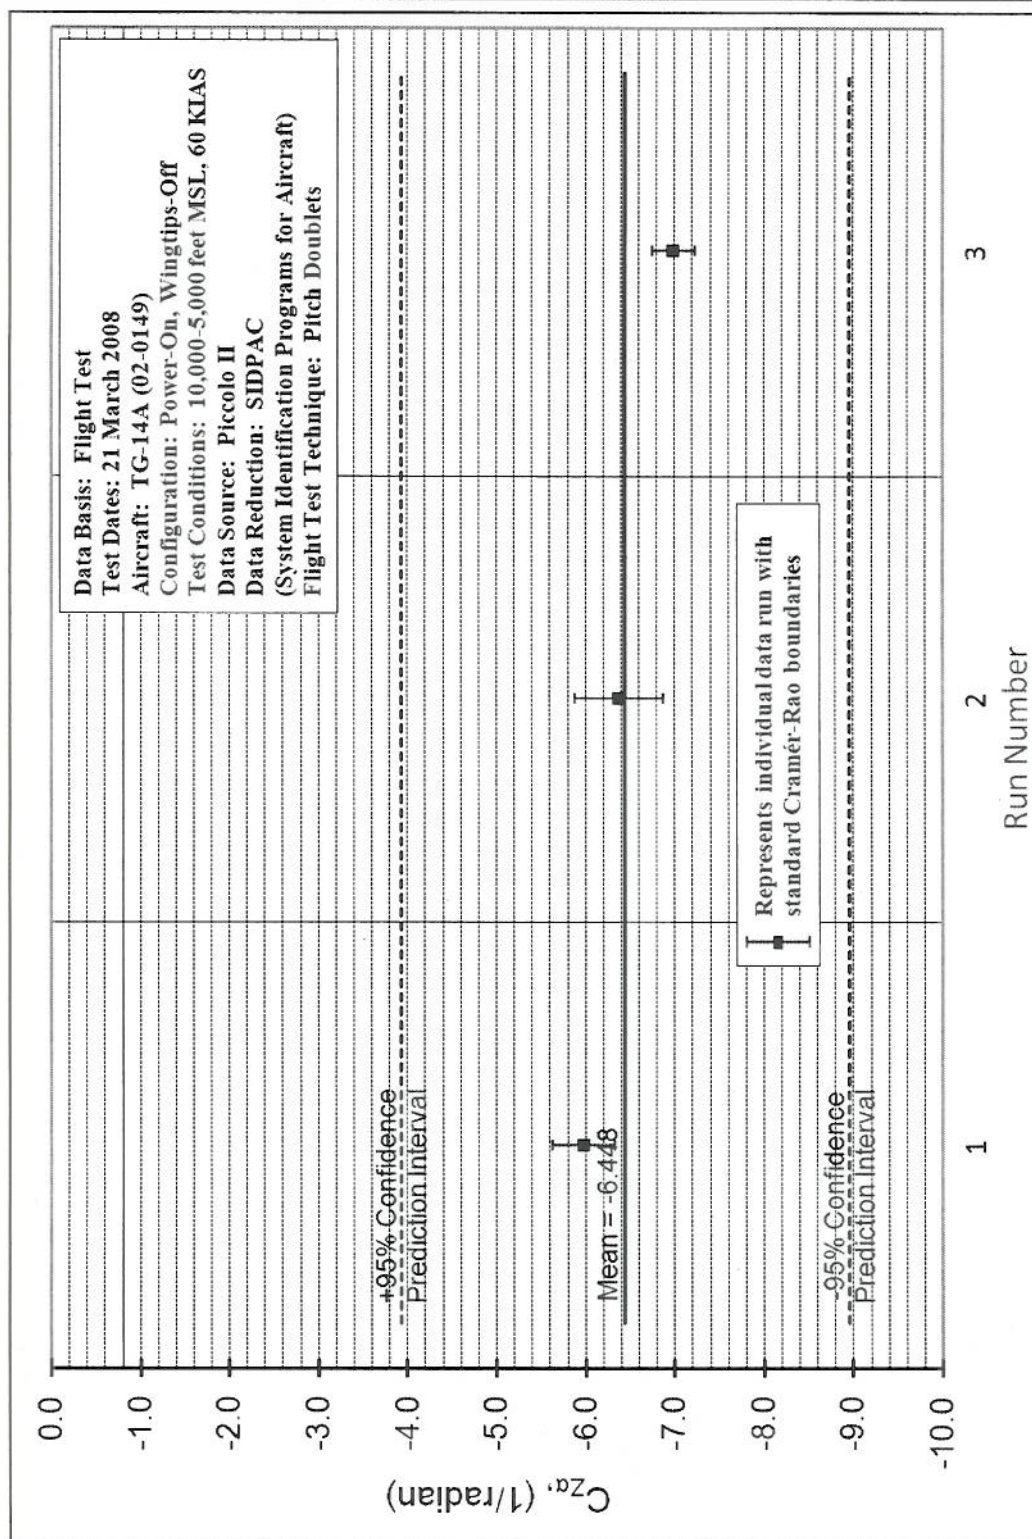 Data Basis: Flight Test
Test Dates: 21 March 2008
Aircraft: TG-14A (02-0149)
Configuration: Power-On, Wingtips-Off
Test Conditions: 10,000-5,000 feet MSL, 60 KIAS
Data Source: Piccolo II
Data Reduction: SIDPAC
(System Identification Programs for Aircraft)
Flight Test Technique: Pitch Doublets
0.0
-1.0
-2.0
-3.0
-4.0
-5.0
-6.0
-7.0
-8.0
-9.0
-10.0
CZα, (1/radian)
+95% Confidence
Prediction Interval
Mean = -6.448
-95% Confidence
Prediction Interval
Represents individual data run with
standard Cramér-Rao boundaries
1
2
3
Run Number